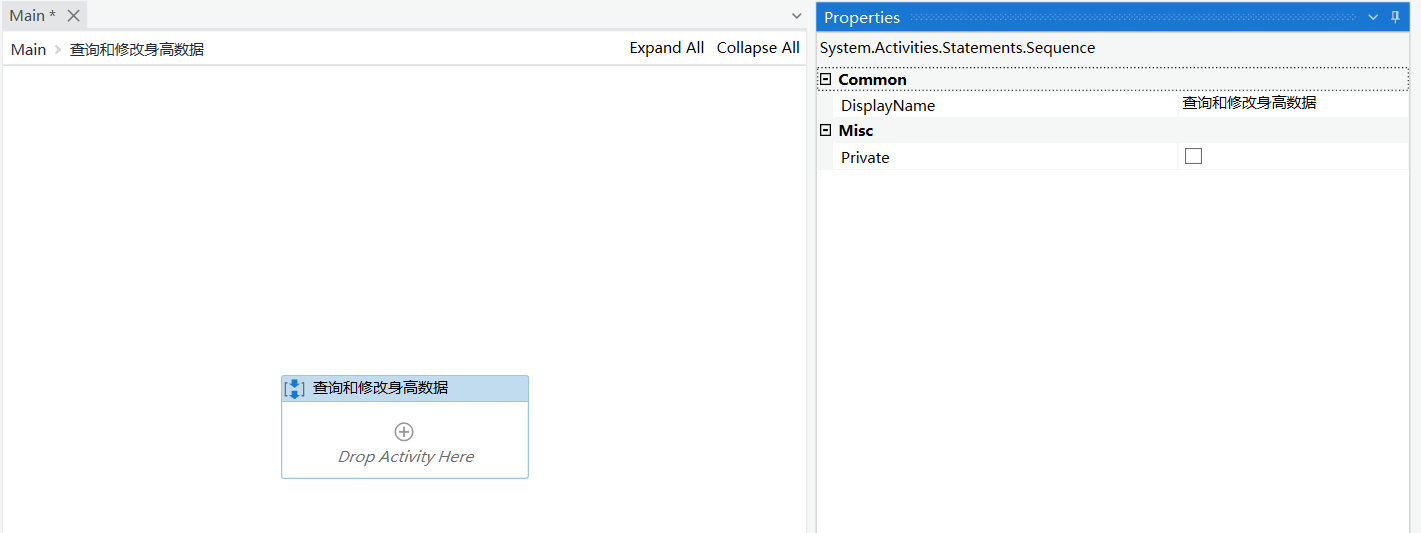 Main *
Main > 查询和修改身高数据
Expand All Collapse All
查询和修改身高数据
Drop Activity Here
Properties
System.Activities.Statements.Sequence
Common
DisplayName 查询和修改身高数据
Misc
Private